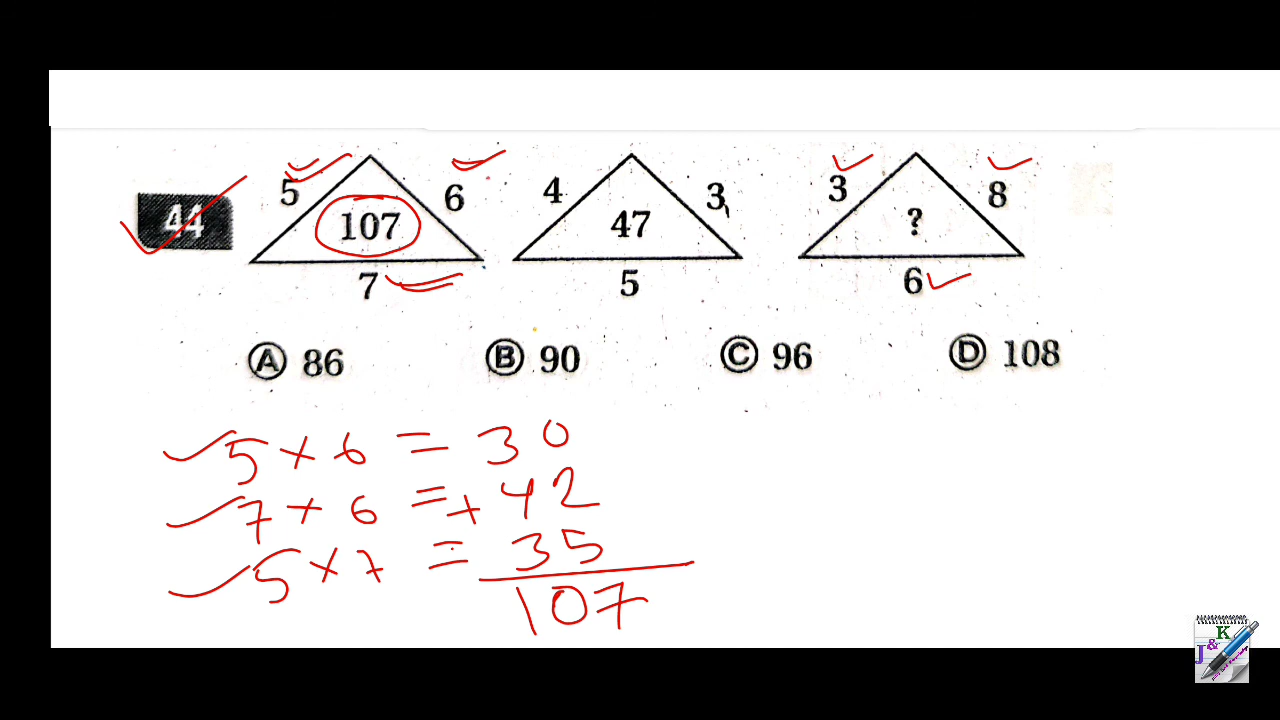 44
5 6 4 3 3 8
107 47 ?
7 5 6
Ⓐ 86 Ⓑ 90 Ⓒ 96 Ⓓ 108
5 × 6 = 30
7 × 6 = + 42
5 × 7 = 35
107
J & K